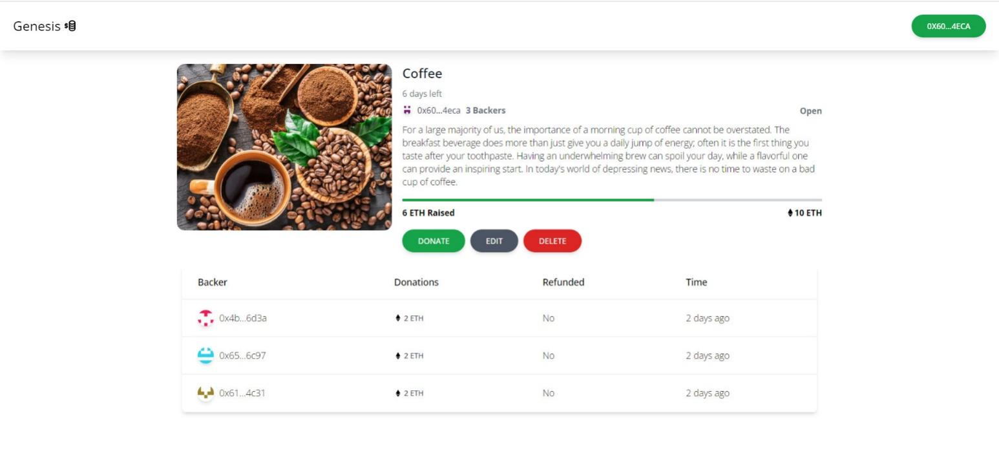 Genesis
0X60...4ECA
Coffee
6 days left
0x60...4eca 3 Backers Open
For a large majority of us, the importance of a morning cup of coffee cannot be overstated. The
breakfast beverage does more than just give you a daily jump of energy; often it is the first thing you
taste after your toothpaste. Having an underwhelming brew can spoil your day, while a flavorful one
can provide an inspiring start. In today's world of depressing news, there is no time to waste on a bad
cup of coffee.
6 ETH Raised 10 ETH
DONATE EDIT DELETE
Backer Donations Refunded Time
0x4b...6d3a 2 ETH No 2 days ago
0x65...6c97 2 ETH No 2 days ago
0x61...4c31 2 ETH No 2 days ago